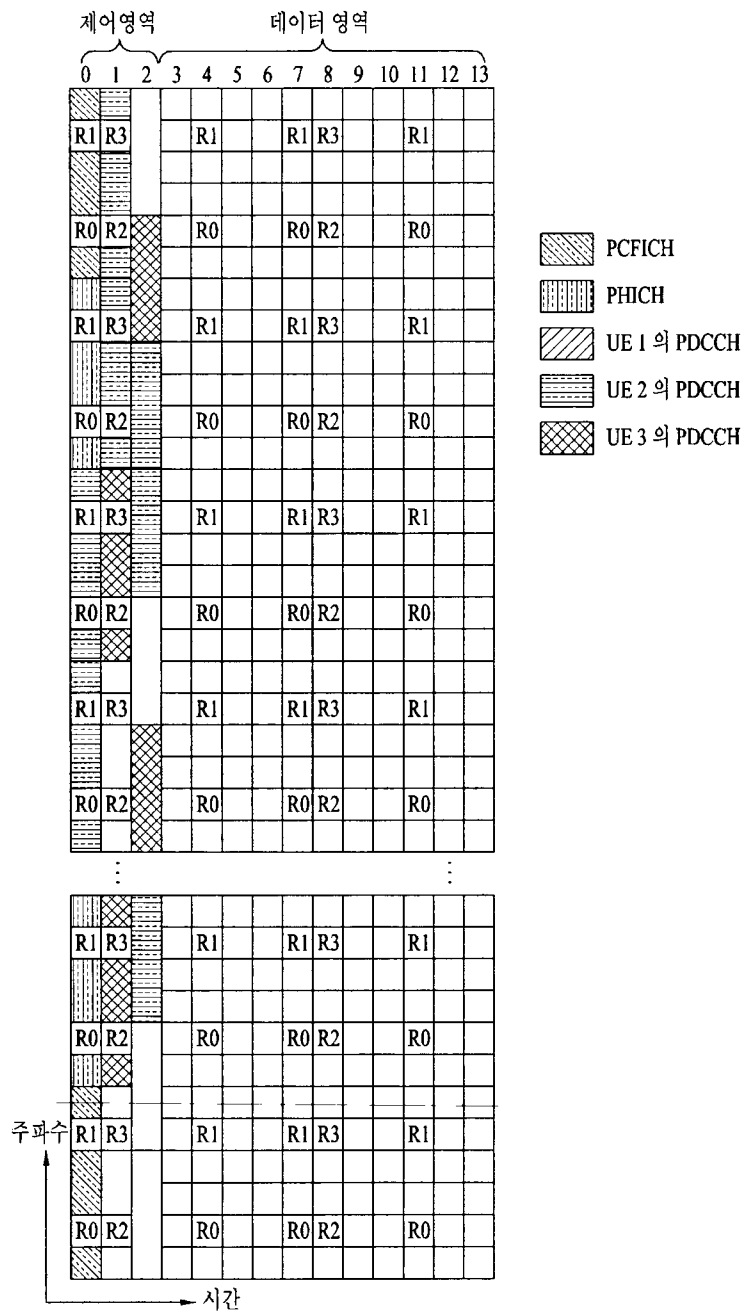 제어영역 데이터 영역
0 1 2 3 4 5 6 7 8 9 10 11 12 13
R1 R3 R1 R1 R3 R1
R0 R2 R0 R0 R2 R0
R1 R3 R1 R1 R3 R1
R0 R2 R0 R0 R2 R0
R1 R3 R1 R1 R3 R1
R0 R2 R0 R0 R2 R0
R1 R3 R1 R1 R3 R1
R0 R2 R0 R0 R2 R0
R1 R3 R1 R1 R3 R1
R0 R2 R0 R0 R2 R0
R1 R3 R1 R1 R3 R1
R0 R2 R0 R0 R2 R0
PCFICH
PHICH
UE 1 의 PDCCH
UE 2 의 PDCCH
UE 3 의 PDCCH
주파수
시간